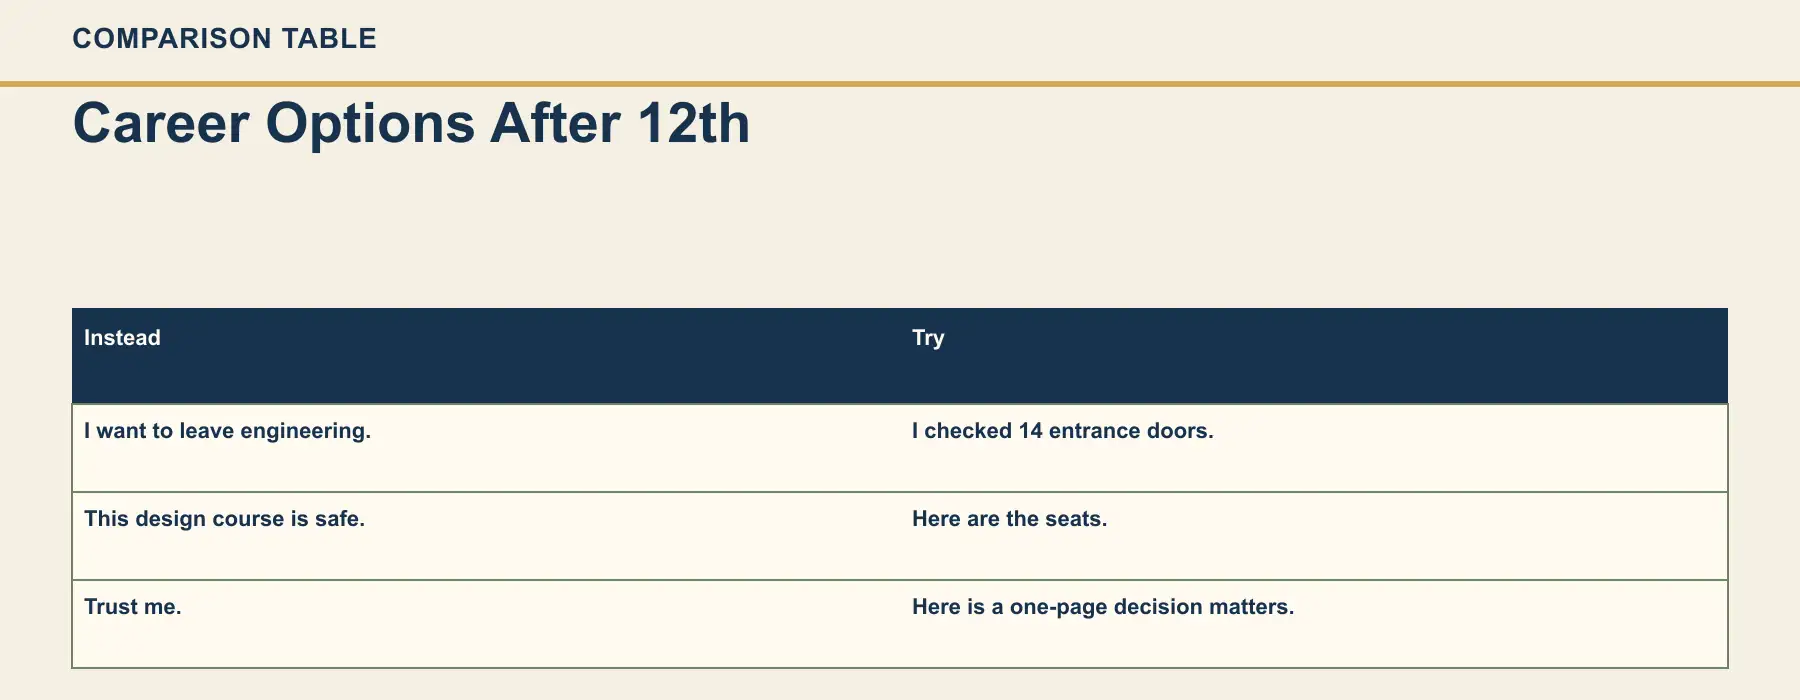 COMPARISON TABLE
Career Options After 12th
Instead Try
I want to leave engineering. I checked 14 entrance doors.
This design course is safe. Here are the seats.
Trust me. Here is a one-page decision matters.